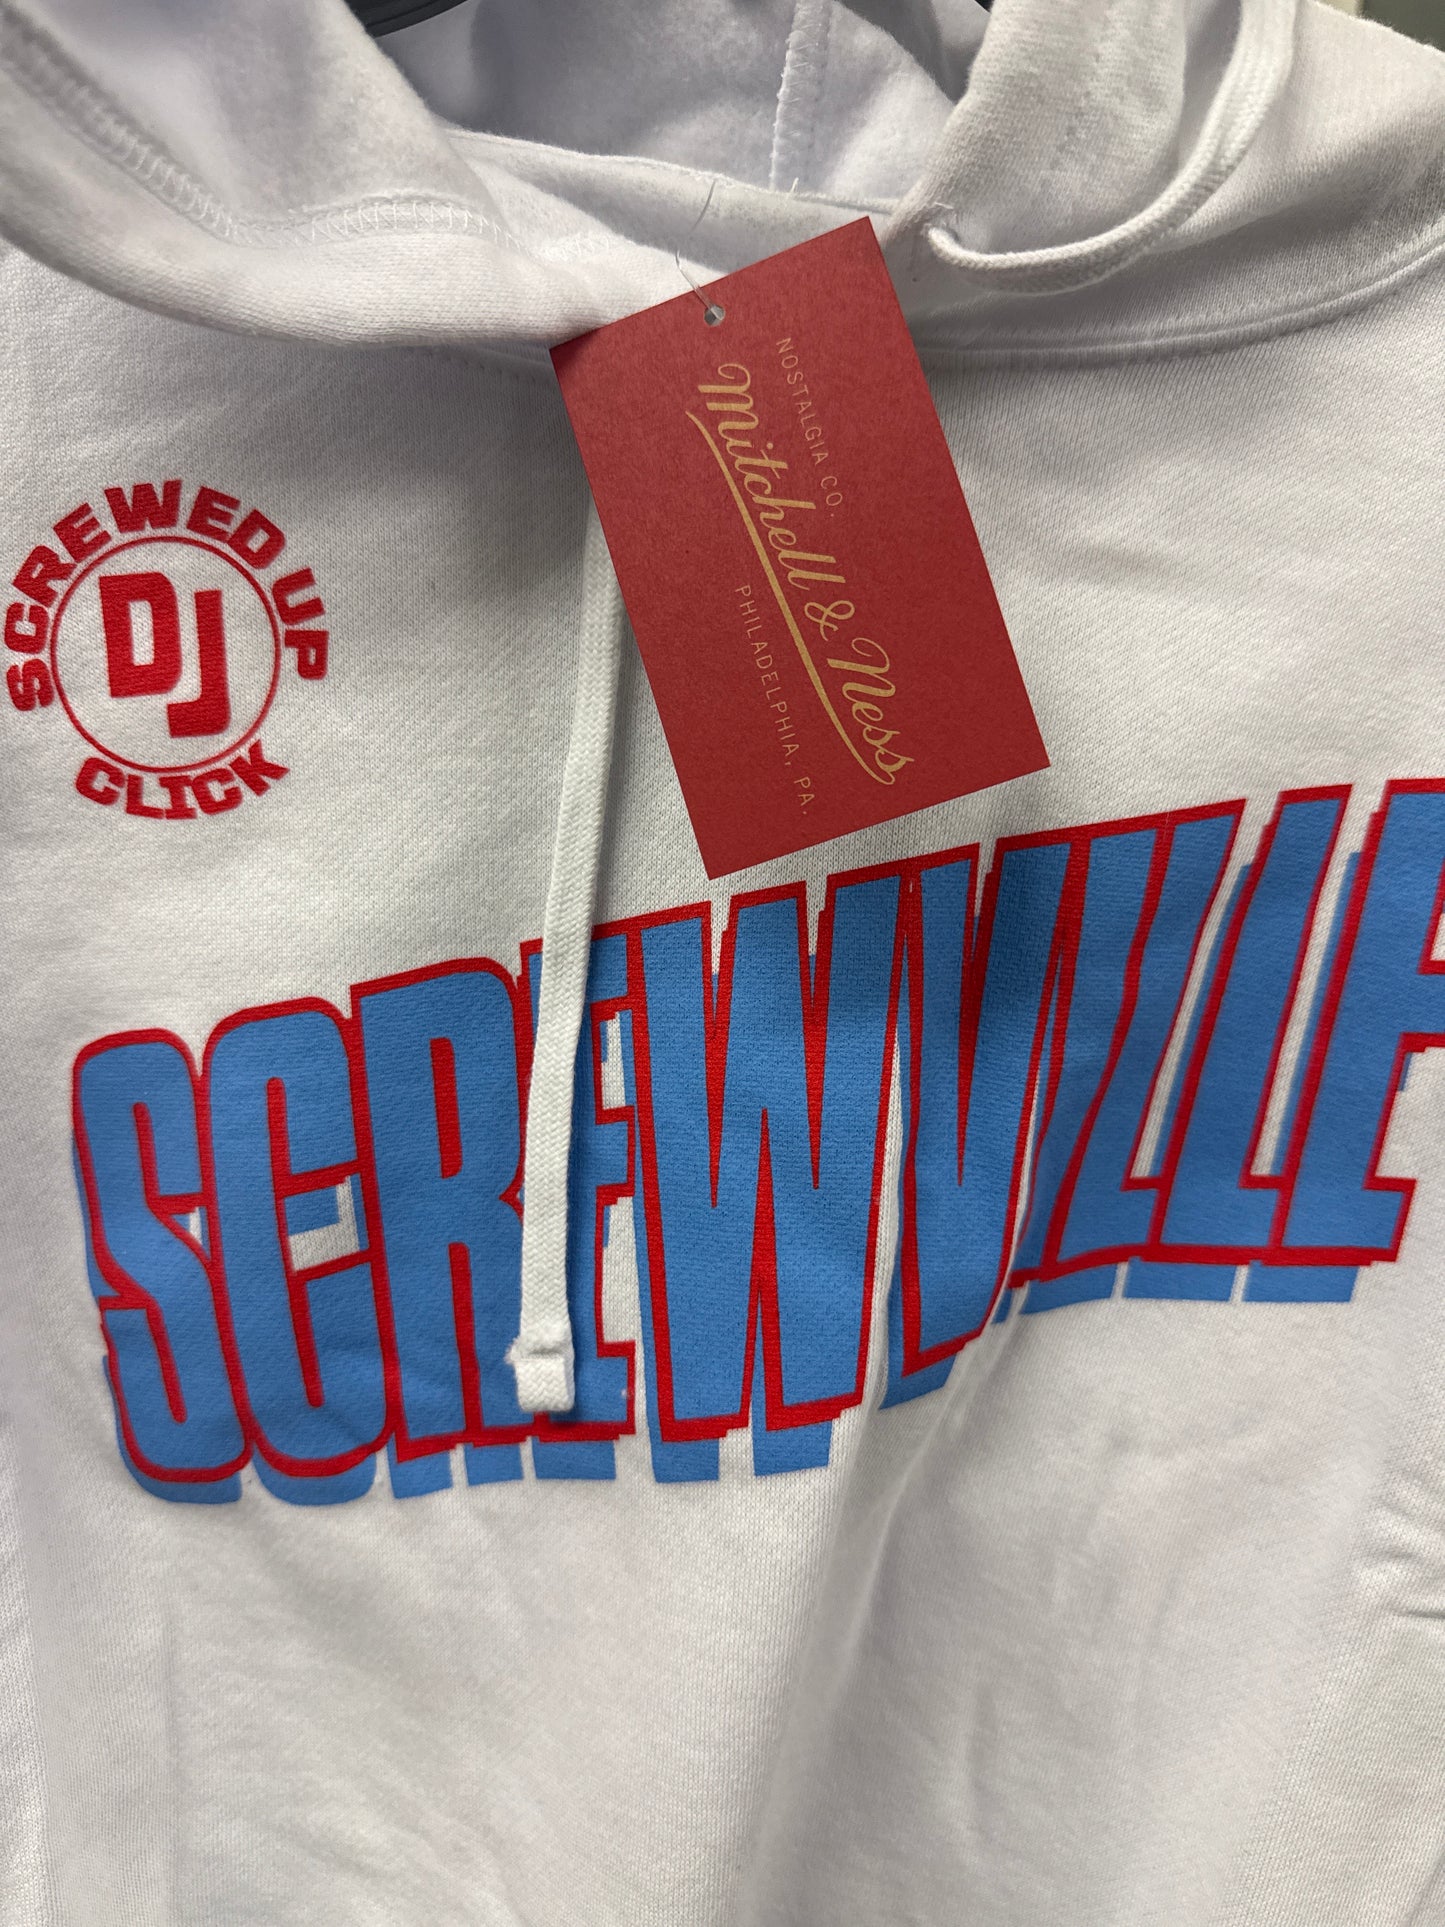 SCREWED UP
DJ
CLICK
NOSTALGIA CO.
Mitchell & Ness
PHILADELPHIA, PA.
SCREWVILLE